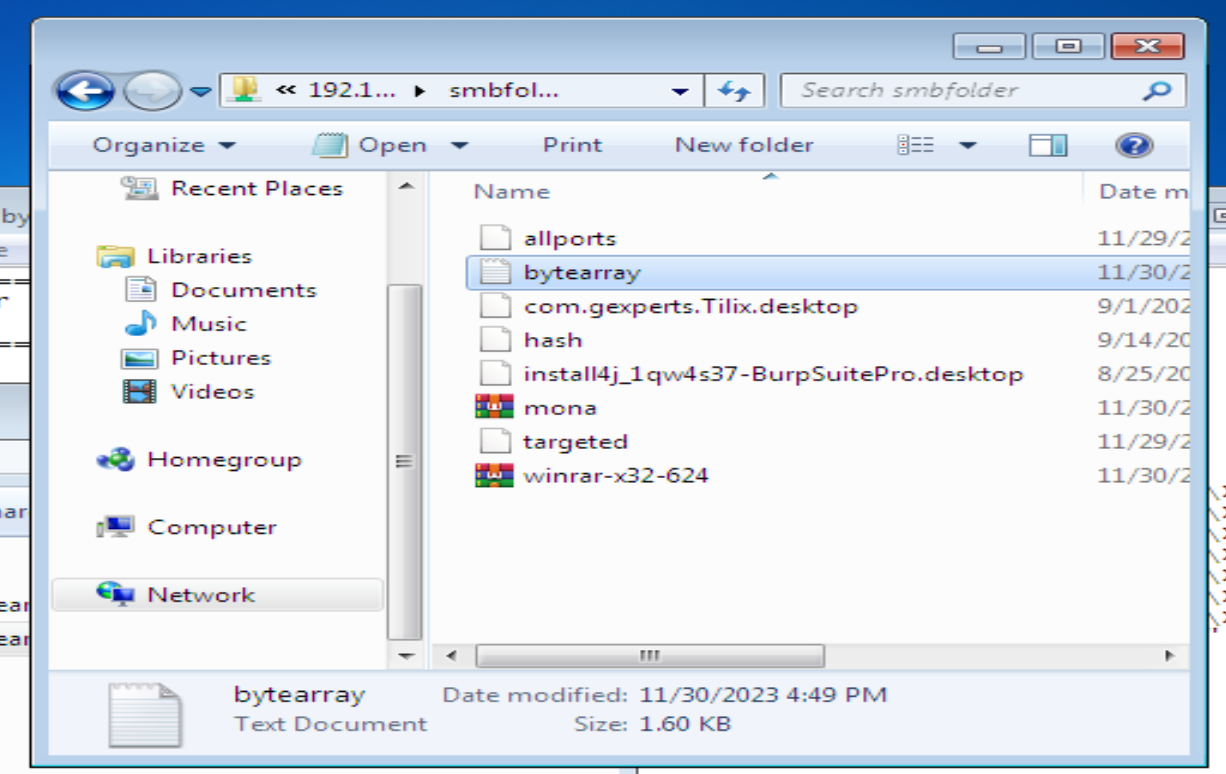 « 192.1... smbfol... Search smbfolder
Organize Open Print New folder
Recent Places
Libraries
Documents
Music
Pictures
Videos
Homegroup
Computer
Network
Name Date m
allports 11/29/2
bytearray 11/30/2
com.gexperts.Tilix.desktop 9/1/202
hash 9/14/20
install4j_1qw4s37-BurpSuitePro.desktop 8/25/20
mona 11/30/2
targeted 11/29/2
winrar-x32-624 11/30/2
bytearray Date modified: 11/30/2023 4:49 PM
Text Document Size: 1.60 KB
by
ear
ear